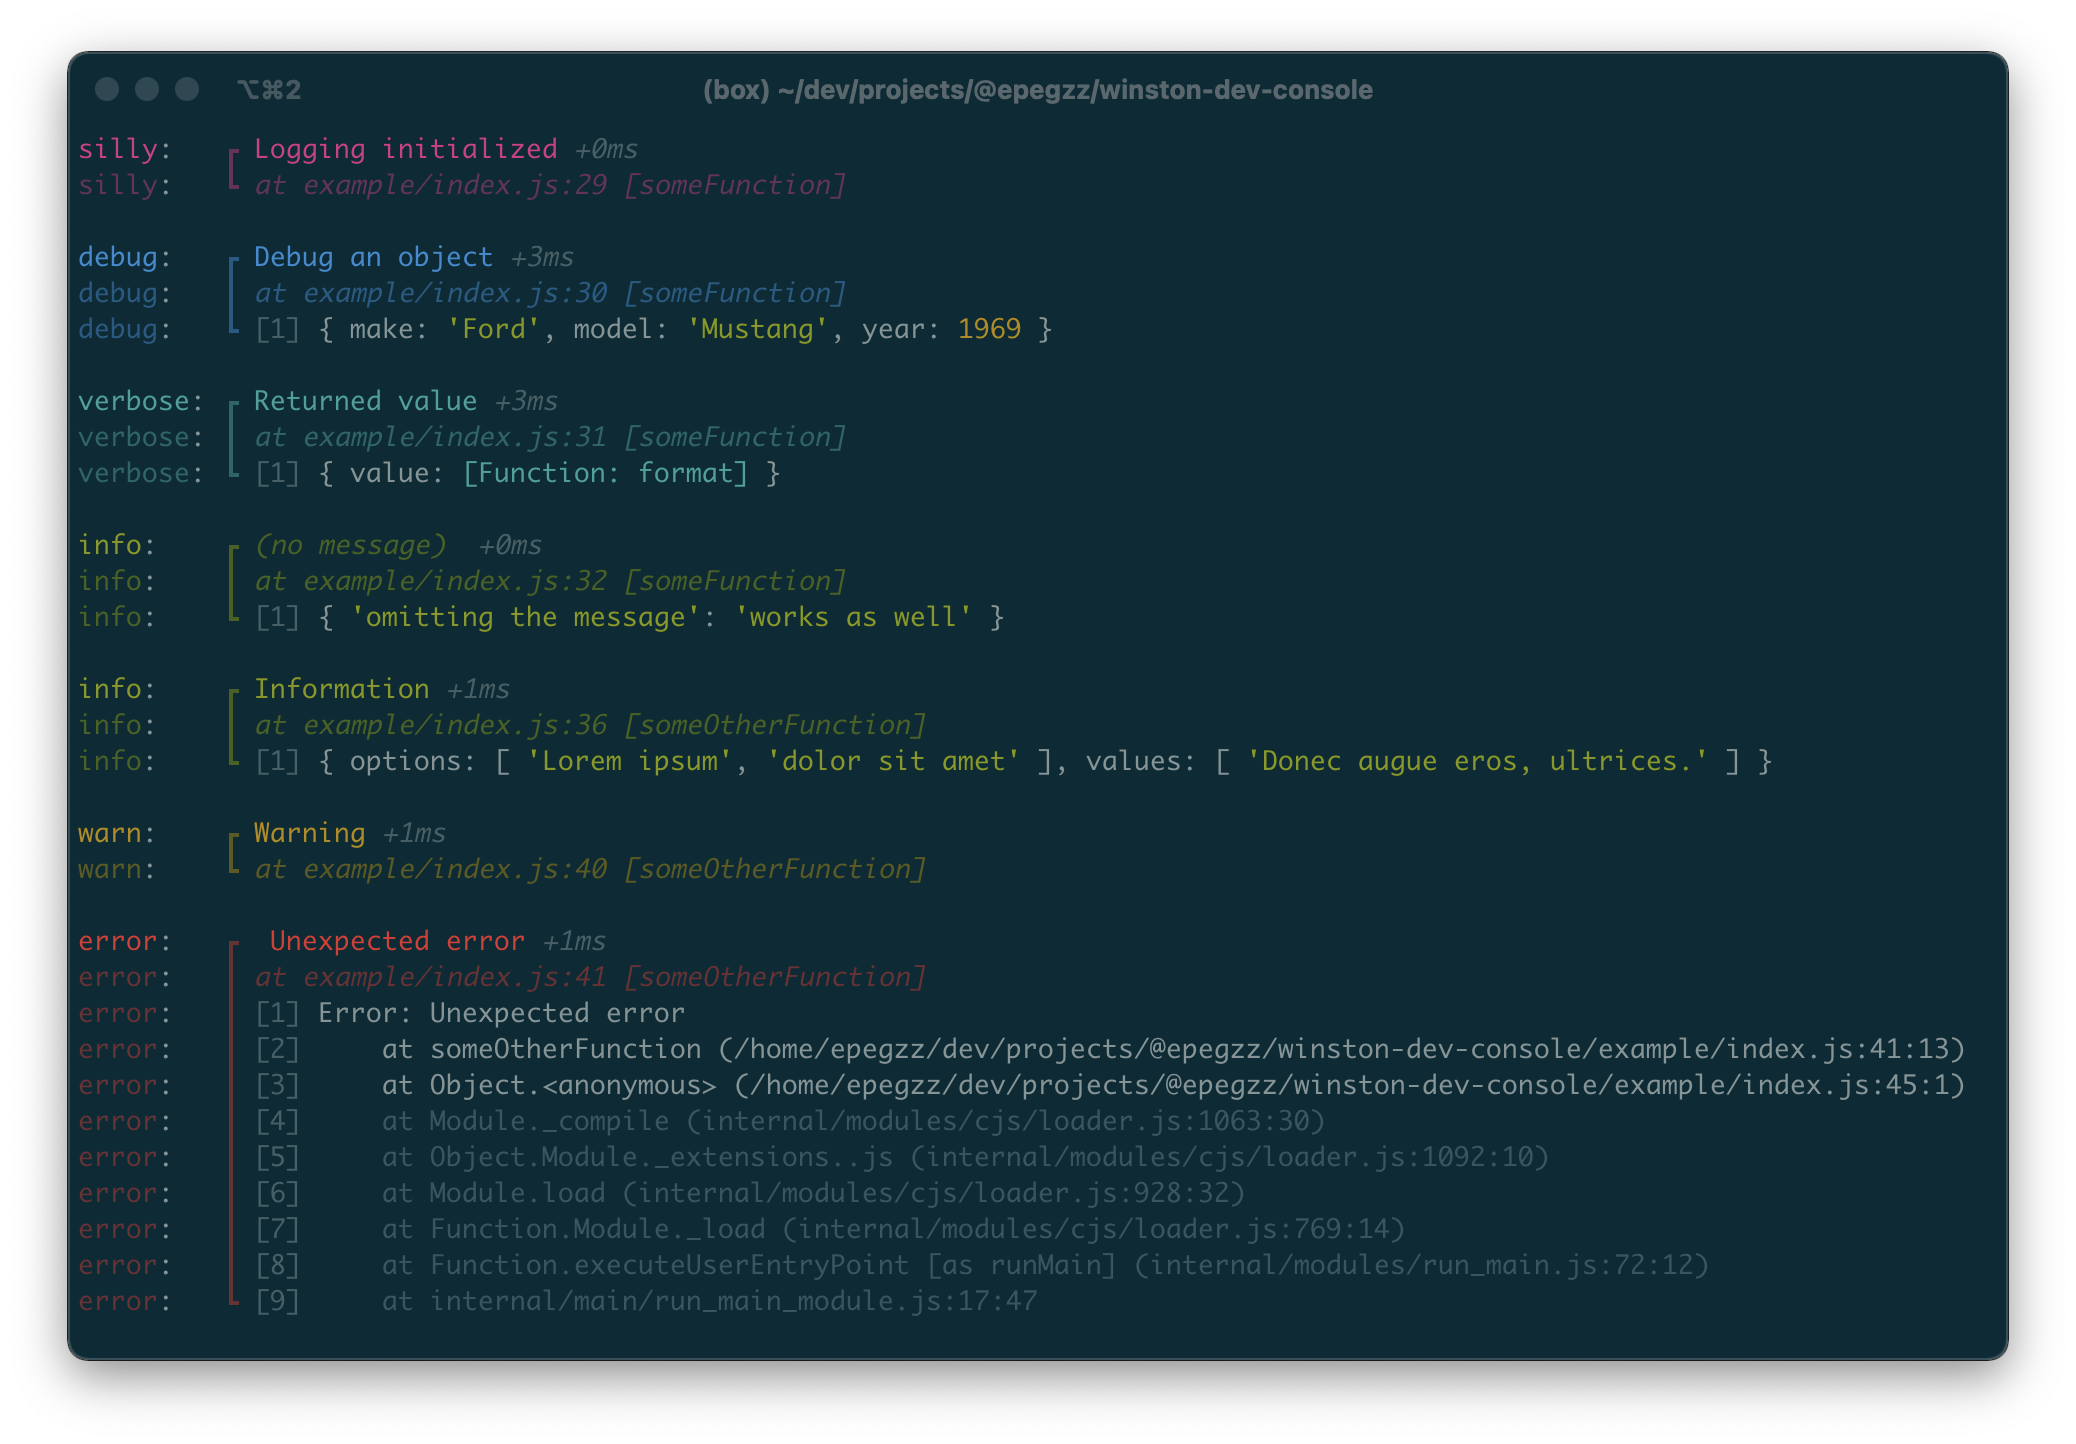 ⌥⌘2 (box) ~/dev/projects/@epegzz/winston-dev-console
silly: Logging initialized +0ms
silly: at example/index.js:29 [someFunction]
debug: Debug an object +3ms
debug: at example/index.js:30 [someFunction]
debug: [1] { make: 'Ford', model: 'Mustang', year: 1969 }
verbose: Returned value +3ms
verbose: at example/index.js:31 [someFunction]
verbose: [1] { value: [Function: format] }
info: (no message)  +0ms
info: at example/index.js:32 [someFunction]
info: [1] { 'omitting the message': 'works as well' }
info: Information +1ms
info: at example/index.js:36 [someOtherFunction]
info: [1] { options: [ 'Lorem ipsum', 'dolor sit amet' ], values: [ 'Donec augue eros, ultrices.' ] }
warn: Warning +1ms
warn: at example/index.js:40 [someOtherFunction]
error: Unexpected error +1ms
error: at example/index.js:41 [someOtherFunction]
error: [1] Error: Unexpected error
error: [2]     at someOtherFunction (/home/epegzz/dev/projects/@epegzz/winston-dev-console/example/index.js:41:13)
error: [3]     at Object.<anonymous> (/home/epegzz/dev/projects/@epegzz/winston-dev-console/example/index.js:45:1)
error: [4]     at Module._compile (internal/modules/cjs/loader.js:1063:30)
error: [5]     at Object.Module._extensions..js (internal/modules/cjs/loader.js:1092:10)
error: [6]     at Module.load (internal/modules/cjs/loader.js:928:32)
error: [7]     at Function.Module._load (internal/modules/cjs/loader.js:769:14)
error: [8]     at Function.executeUserEntryPoint [as runMain] (internal/modules/run_main.js:72:12)
error: [9]     at internal/main/run_main_module.js:17:47